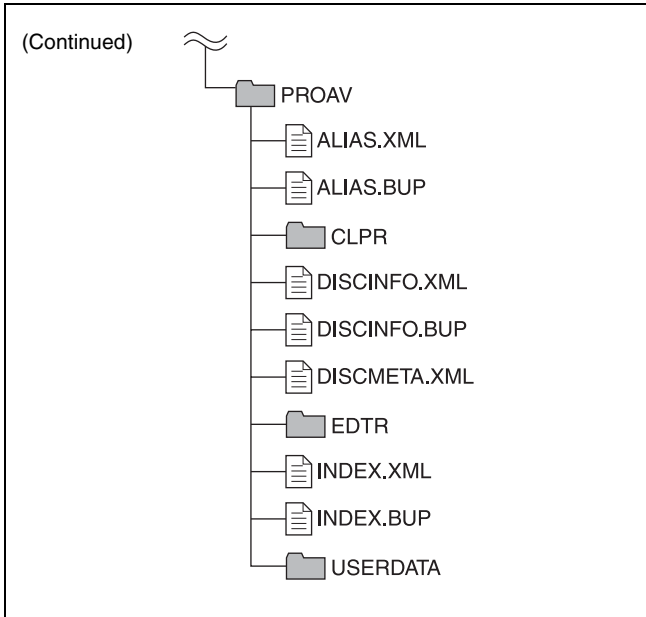 (Continued)
PROAV
ALIAS.XML
ALIAS.BUP
CLPR
DISCINFO.XML
DISCINFO.BUP
DISCMETA.XML
EDTR
INDEX.XML
INDEX.BUP
USERDATA